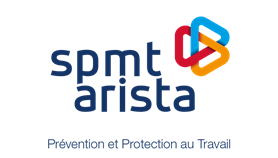 spmt
arista
Prévention et Protection au Travail